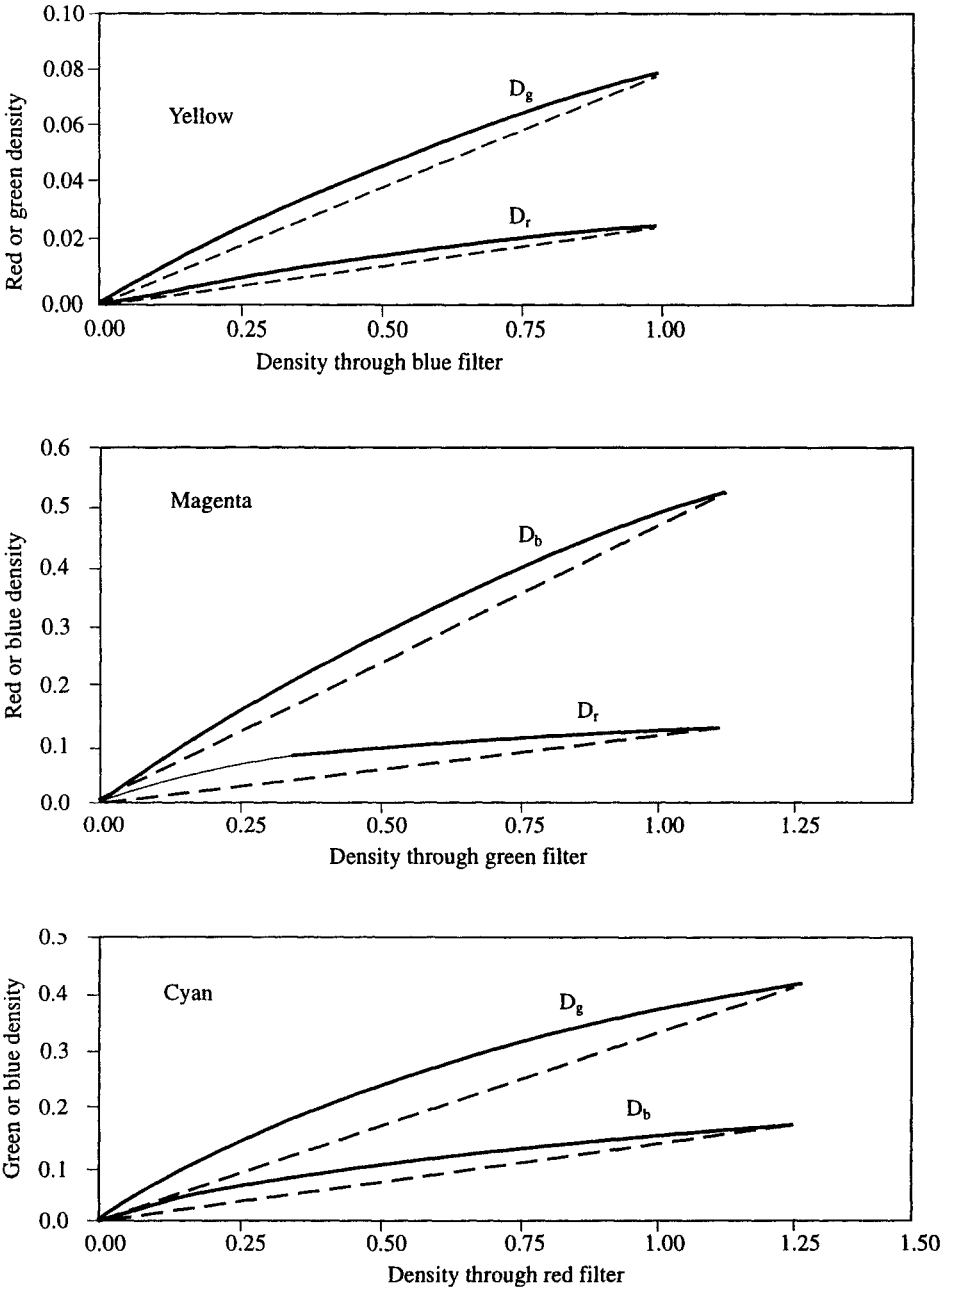 0.10
0.08
0.06
0.04
0.02
0.00
Red or green density
Yellow
Dg
Dr
0.00 0.25 0.50 0.75 1.00
Density through blue filter
0.6
0.5
0.4
0.3
0.2
0.1
0.0
Red or blue density
Magenta
Db
Dr
0.00 0.25 0.50 0.75 1.00 1.25
Density through green filter
0.5
0.4
0.3
0.2
0.1
0.0
Green or blue density
Cyan
Dg
Db
0.00 0.25 0.50 0.75 1.00 1.25 1.50
Density through red filter